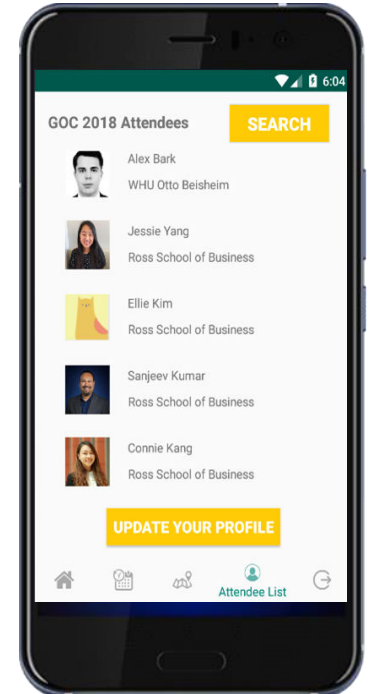 6:04
GOC 2018 Attendees
SEARCH
Alex Bark
WHU Otto Beisheim
Jessie Yang
Ross School of Business
Ellie Kim
Ross School of Business
Sanjeev Kumar
Ross School of Business
Connie Kang
Ross School of Business
UPDATE YOUR PROFILE
Attendee List